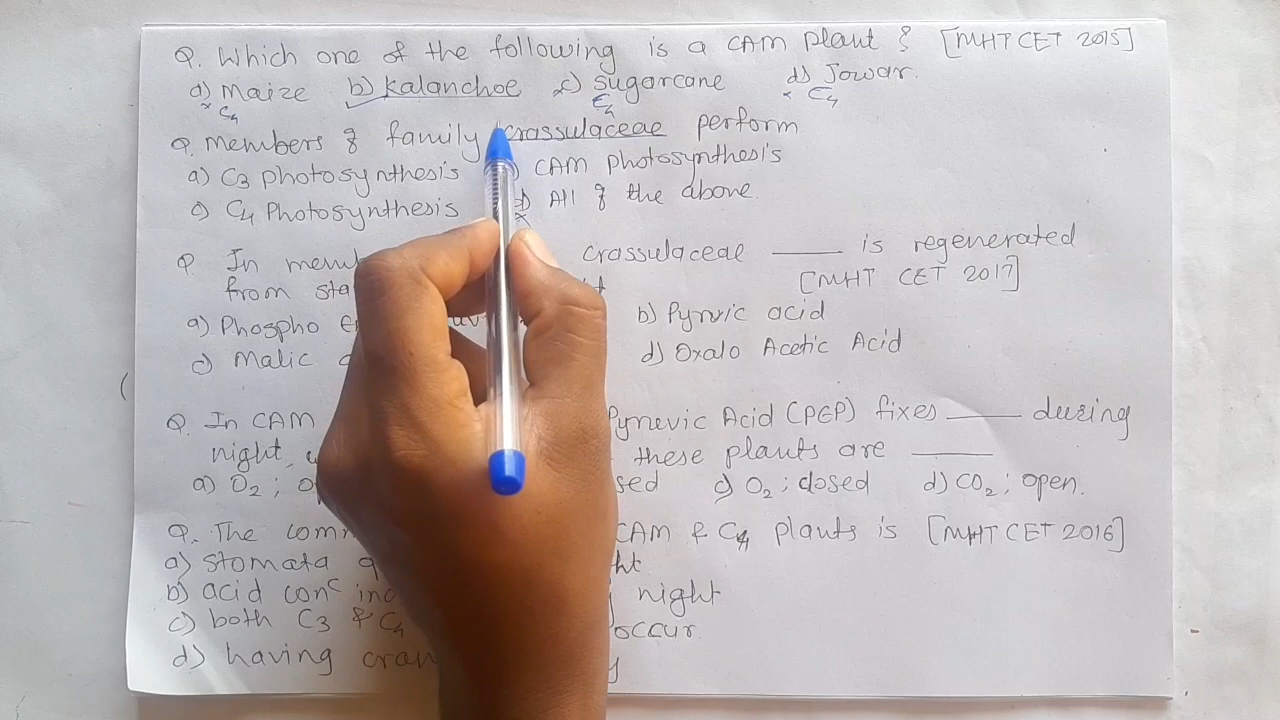 Q. Which one of the following is a CAM plant? [MHT CET 2015]
a) Maize b) Kalanchoe c) Sugarcane d) Jowar.
C4 C4 C4
Q. Members of family crassulaceae perform
a) C3 photosynthesis CAM photosynthesis
c) C4 Photosynthesis d) All of the above.
Q In crassulaceae ____ is regenerated
from [MHT CET 2017]
a) Phospho b) Pyruvic acid
c) Malic d) Oxalo Acetic Acid
Q. In CAM Pyruevic Acid (PEP) fixes ____ during
night, these plants are ____
a) O2; c) O2; closed d) CO2; open.
Q. The CAM & C4 plants is [MHT CET 2016]
a) stomata
b) acid conc night
c) both C3 & C4 occur
d) having